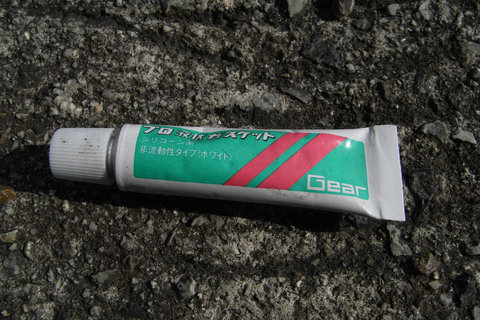 プロ液状ガスケット
シリコーン系
非流動性タイプ(ホワイト)
Gear